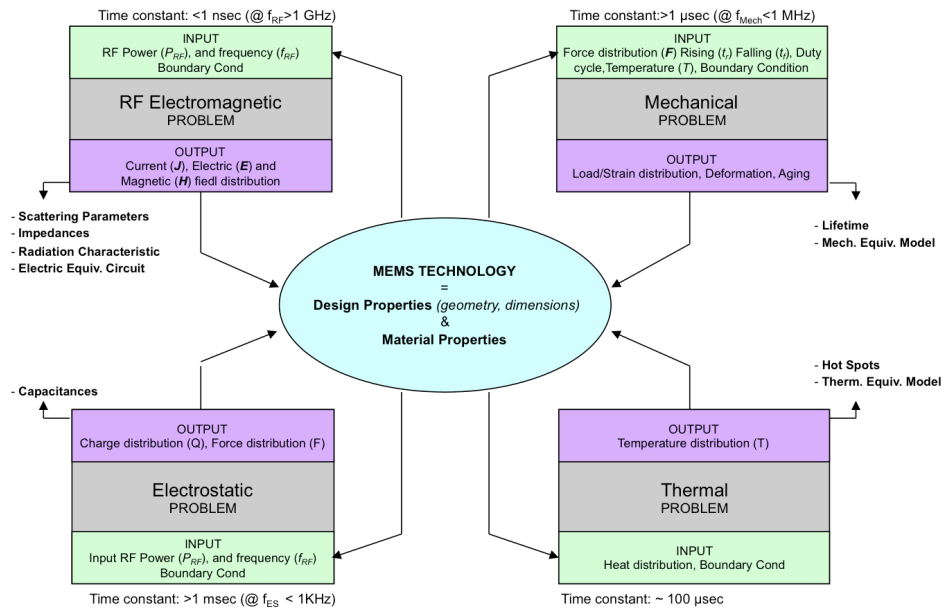 Time constant: <1 nsec (@ fRF>1 GHz)
INPUT
RF Power (PRF), and frequency (fRF)
Boundary Cond
RF Electromagnetic
PROBLEM
OUTPUT
Current (J), Electric (E) and
Magnetic (H) fiedl distribution
- Scattering Parameters
- Impedances
- Radiation Characteristic
- Electric Equiv. Circuit
Time constant:>1 µsec (@ fMech<1 MHz)
INPUT
Force distribution (F) Rising (tr) Falling (tf), Duty
cycle,Temperature (T), Boundary Condition
Mechanical
PROBLEM
OUTPUT
Load/Strain distribution, Deformation, Aging
- Lifetime
- Mech. Equiv. Model
MEMS TECHNOLOGY
=
Design Properties (geometry, dimensions)
&
Material Properties
- Capacitances
OUTPUT
Charge distribution (Q), Force distribution (F)
Electrostatic
PROBLEM
INPUT
Input RF Power (PRF), and frequency (fRF)
Boundary Cond
Time constant: >1 msec (@ fES < 1KHz)
- Hot Spots
- Therm. Equiv. Model
OUTPUT
Temperature distribution (T)
Thermal
PROBLEM
INPUT
Heat distribution, Boundary Cond
Time constant: ~ 100 µsec